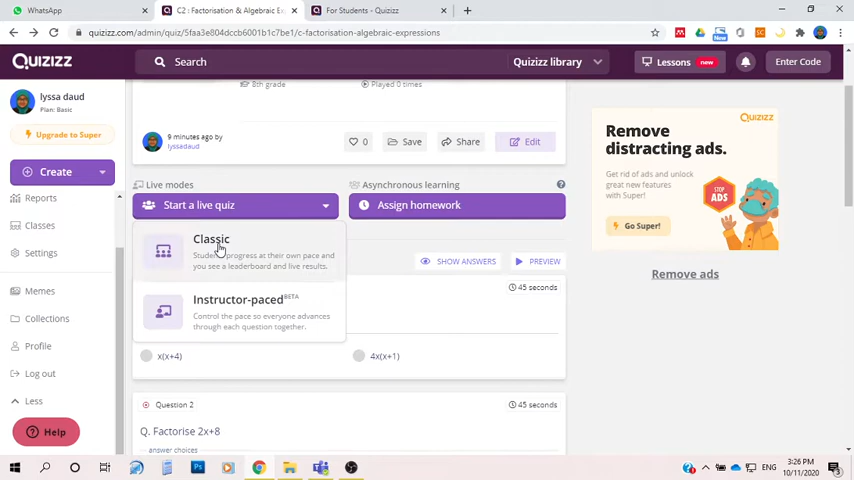 WhatsApp
C2 : Factorisation & Algebraic Ex
For Students - Quizizz
quizizz.com/admin/quiz/5faa3e804dccb6001b1c7be1/c-factorisation-algebraic-expressions
New
QUIZIZZ
Search
Quizizz library
Lessons new
Enter Code
lyssa daud
Plan: Basic
Upgrade to Super
Create
Reports
Classes
Settings
Memes
Collections
Profile
Log out
Less
Help
8th grade
Played 0 times
9 minutes ago by
lyssadaud
0
Save
Share
Edit
Live modes
Asynchronous learning
Start a live quiz
Assign homework
Classic
Students progress at their own pace and
you see a leaderboard and live results.
Instructor-paced BETA
Control the pace so everyone advances
through each question together.
SHOW ANSWERS
PREVIEW
45 seconds
x(x+4)
4x(x+1)
Question 2
45 seconds
Q. Factorise 2x+8
answer choices
QUIZIZZ
Remove
distracting ads.
Get rid of ads and unlock
great new features with
Super!
STOP
ADS
Go Super!
Remove ads
ENG
3:26 PM
10/11/2020
3